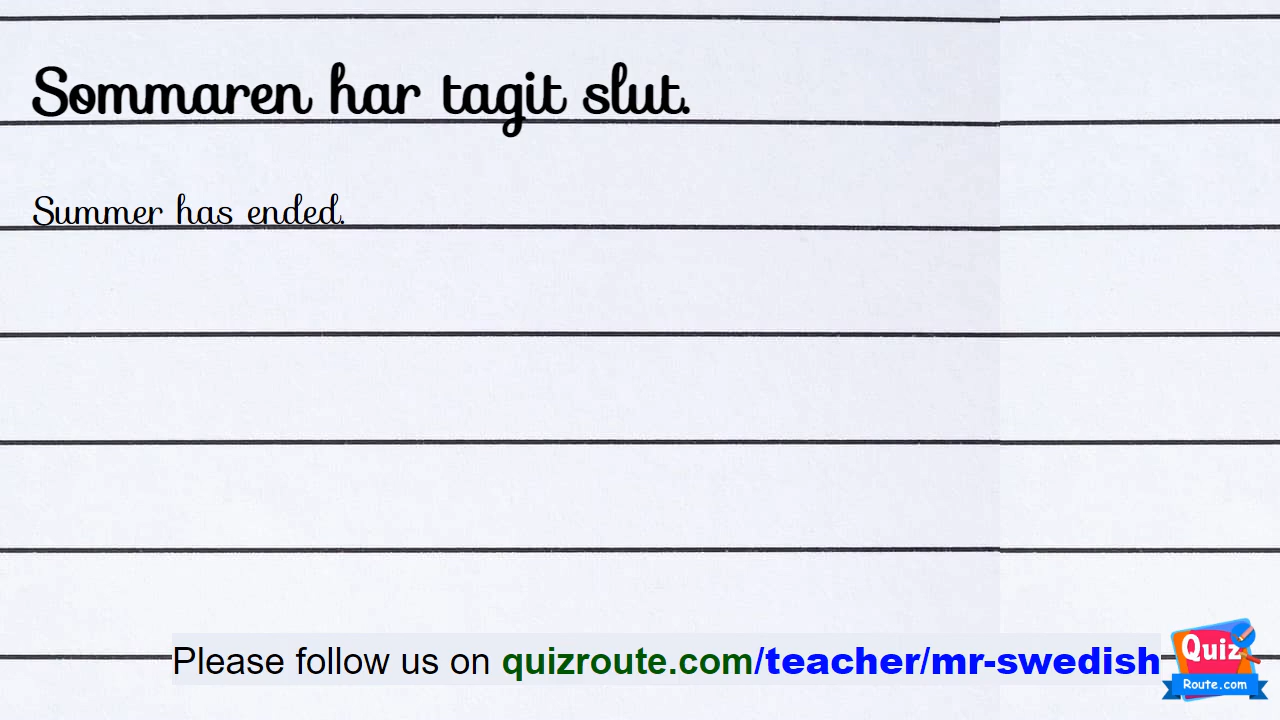 Sommaren har tagit slut.
Summer has ended.
Please follow us on quizroute.com/teacher/mr-swedish
Quiz
Route.com